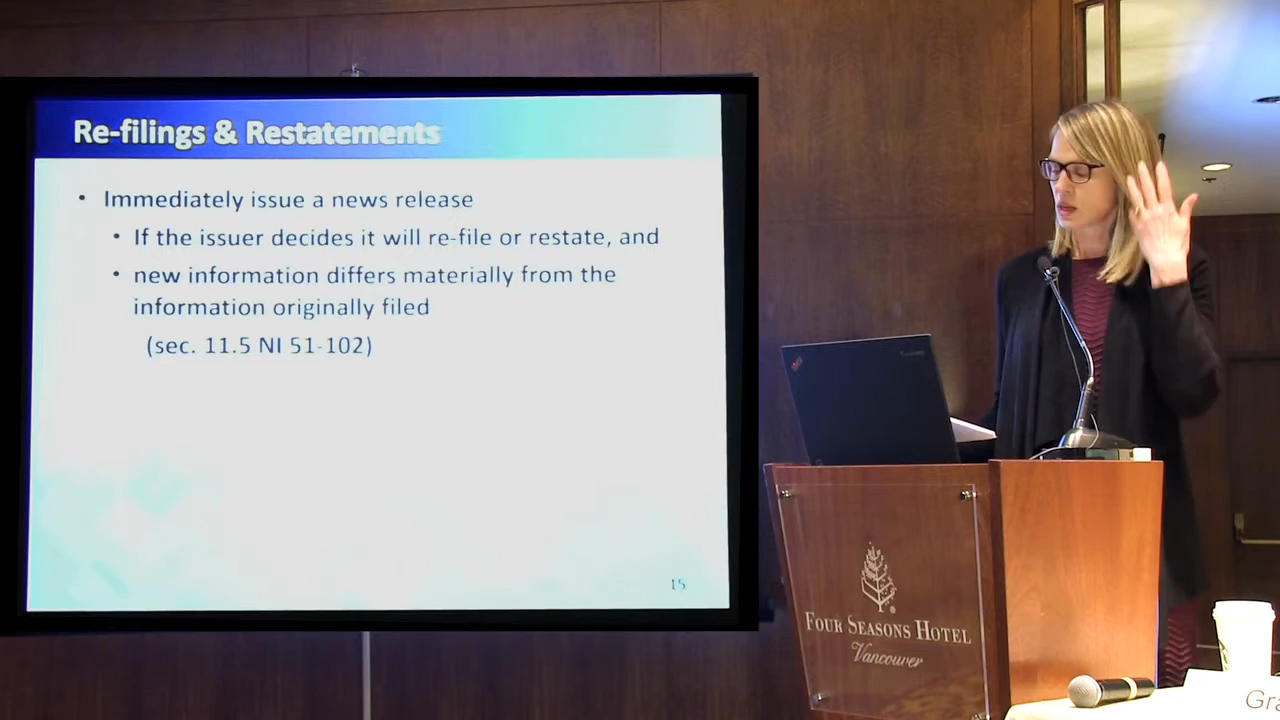 Re-filings & Restatements
• Immediately issue a news release
• If the issuer decides it will re-file or restate, and
• new information differs materially from the
information originally filed
(sec. 11.5 NI 51-102)
15
FOUR SEASONS HOTEL
Vancouver